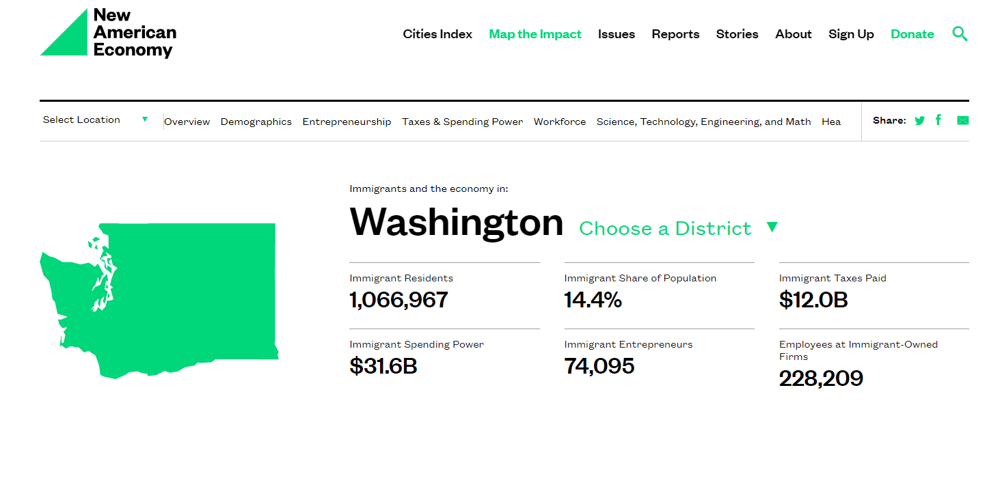 New
American
Economy
Cities Index Map the Impact Issues Reports Stories About Sign Up Donate
Select Location Overview Demographics Entrepreneurship Taxes & Spending Power Workforce Science, Technology, Engineering, and Math Hea Share:
Immigrants and the economy in:
Washington Choose a District
Immigrant Residents Immigrant Share of Population Immigrant Taxes Paid
1,066,967 14.4% $12.0B
Immigrant Spending Power Immigrant Entrepreneurs Employees at Immigrant-Owned
Firms
$31.6B 74,095 228,209